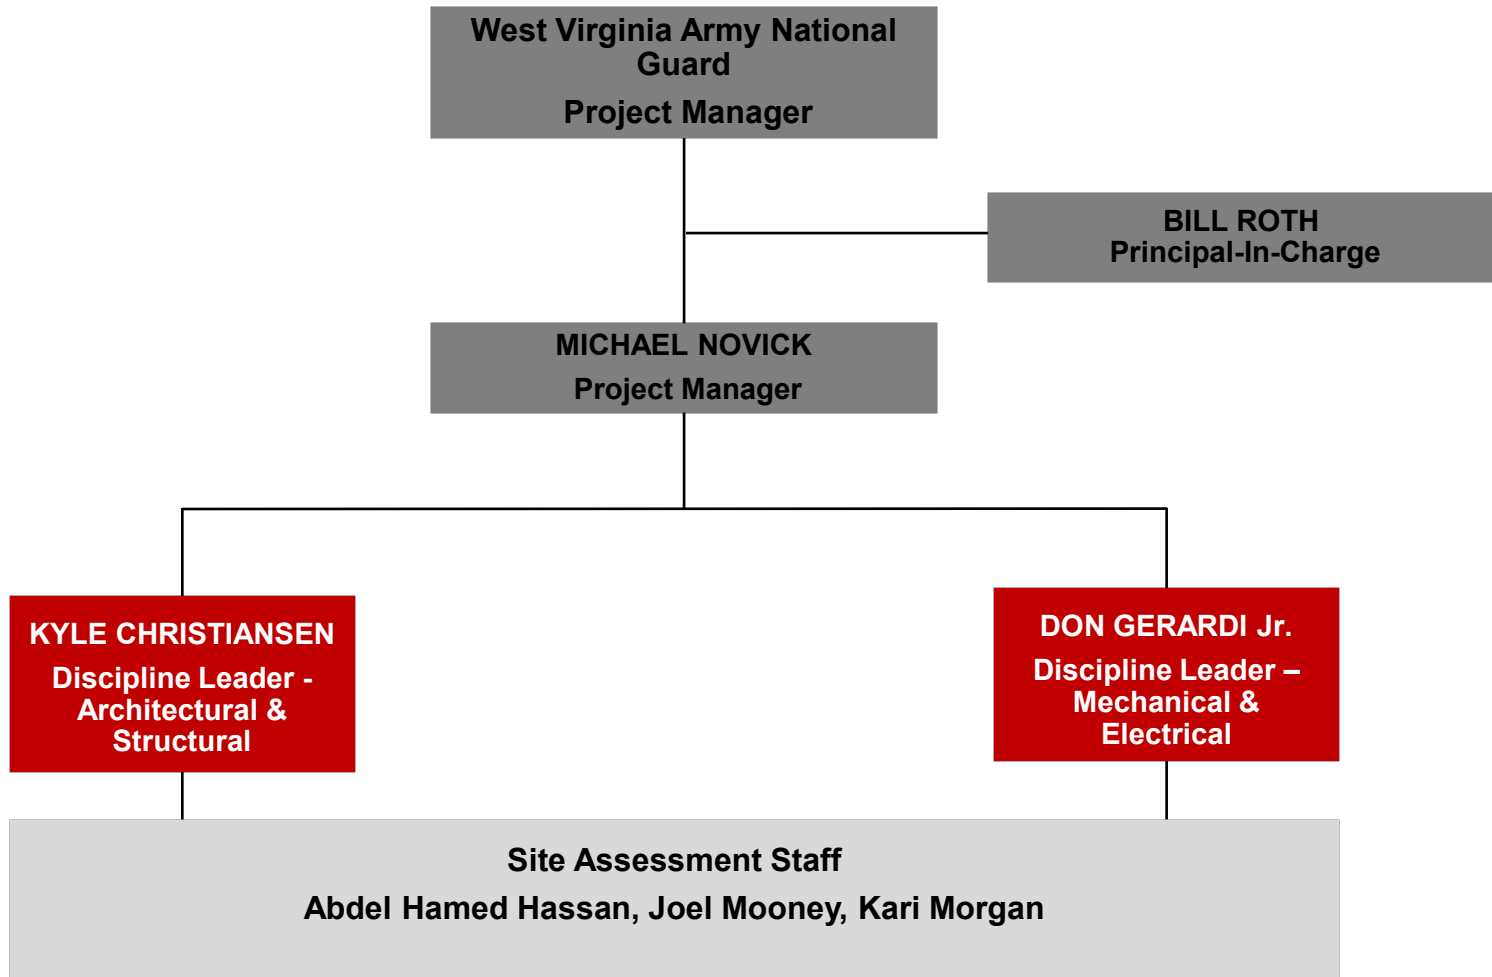 West Virginia Army National
Guard
Project Manager
BILL ROTH
Principal-In-Charge
MICHAEL NOVICK
Project Manager
KYLE CHRISTIANSEN
Discipline Leader -
Architectural &
Structural
DON GERARDI Jr.
Discipline Leader –
Mechanical &
Electrical
Site Assessment Staff
Abdel Hamed Hassan, Joel Mooney, Kari Morgan